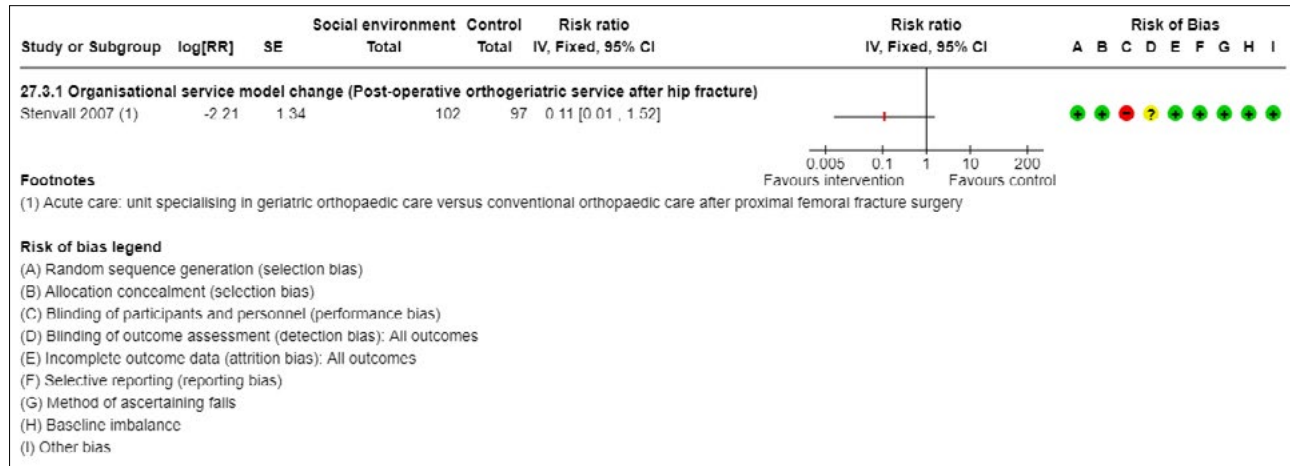 Social environment Control Risk ratio Risk ratio Risk of Bias
Study or Subgroup log[RR] SE Total Total IV, Fixed, 95% CI IV, Fixed, 95% CI A B C D E F G H I
27.3.1 Organisational service model change (Post-operative orthogeriatric service after hip fracture)
Stenvall 2007 (1) -2.21 1.34 102 97 0.11 [0.01 , 1.52] + + − ? + + + + +
0.005 0.1 1 10 200
Footnotes Favours intervention Favours control
(1) Acute care: unit specialising in geriatric orthopaedic care versus conventional orthopaedic care after proximal femoral fracture surgery
Risk of bias legend
(A) Random sequence generation (selection bias)
(B) Allocation concealment (selection bias)
(C) Blinding of participants and personnel (performance bias)
(D) Blinding of outcome assessment (detection bias): All outcomes
(E) Incomplete outcome data (attrition bias): All outcomes
(F) Selective reporting (reporting bias)
(G) Method of ascertaining falls
(H) Baseline imbalance
(I) Other bias